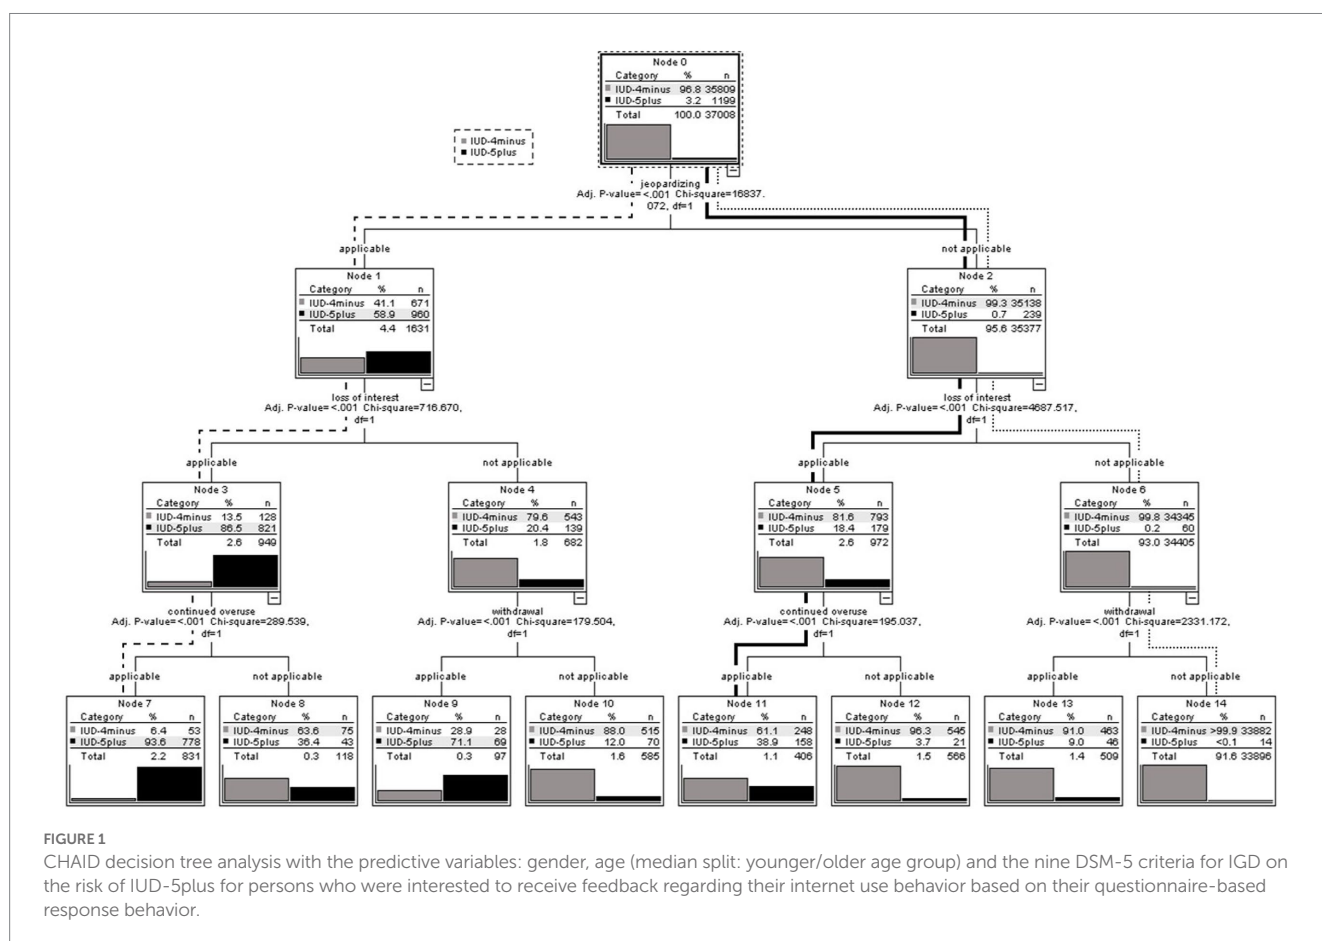 Node 0
Category % n
IUD-4minus 96.8 35809
IUD-5plus 3.2 1199
Total 100.0 37008
IUD-4minus
IUD-5plus
jeopardizing
Adj. P-value=<.001 Chi-square=16837.
072, df=1
applicable
not applicable
Node 1
Category % n
IUD-4minus 41.1 671
IUD-5plus 58.9 960
Total 4.4 1631
Node 2
Category % n
IUD-4minus 99.3 35138
IUD-5plus 0.7 239
Total 95.6 35377
loss of interest
Adj. P-value=<.001 Chi-square=716.670,
df=1
loss of interest
Adj. P-value=<.001 Chi-square=4687.517,
df=1
applicable
not applicable
applicable
not applicable
Node 3
Category % n
IUD-4minus 13.5 128
IUD-5plus 86.5 821
Total 2.6 949
Node 4
Category % n
IUD-4minus 79.6 543
IUD-5plus 20.4 139
Total 1.8 682
Node 5
Category % n
IUD-4minus 81.6 793
IUD-5plus 18.4 179
Total 2.6 972
Node 6
Category % n
IUD-4minus 99.8 34345
IUD-5plus 0.2 60
Total 93.0 34405
continued overuse
Adj. P-value=<.001 Chi-square=289.539,
df=1
withdrawal
Adj. P-value=<.001 Chi-square=179.504,
df=1
continued overuse
Adj. P-value=<.001 Chi-square=195.037,
df=1
withdrawal
Adj. P-value=<.001 Chi-square=2331.172,
df=1
applicable
not applicable
applicable
not applicable
applicable
not applicable
applicable
not applicable
Node 7
Category % n
IUD-4minus 6.4 53
IUD-5plus 93.6 778
Total 2.2 831
Node 8
Category % n
IUD-4minus 63.6 75
IUD-5plus 36.4 43
Total 0.3 118
Node 9
Category % n
IUD-4minus 28.9 28
IUD-5plus 71.1 69
Total 0.3 97
Node 10
Category % n
IUD-4minus 88.0 515
IUD-5plus 12.0 70
Total 1.6 585
Node 11
Category % n
IUD-4minus 61.1 248
IUD-5plus 38.9 158
Total 1.1 406
Node 12
Category % n
IUD-4minus 96.3 545
IUD-5plus 3.7 21
Total 1.5 566
Node 13
Category % n
IUD-4minus 91.0 463
IUD-5plus 9.0 46
Total 1.4 509
Node 14
Category % n
IUD-4minus >99.9 33882
IUD-5plus <0.1 14
Total 91.6 33896
FIGURE 1
CHAID decision tree analysis with the predictive variables: gender, age (median split: younger/older age group) and the nine DSM-5 criteria for IGD on
the risk of IUD-5plus for persons who were interested to receive feedback regarding their internet use behavior based on their questionnaire-based
response behavior.